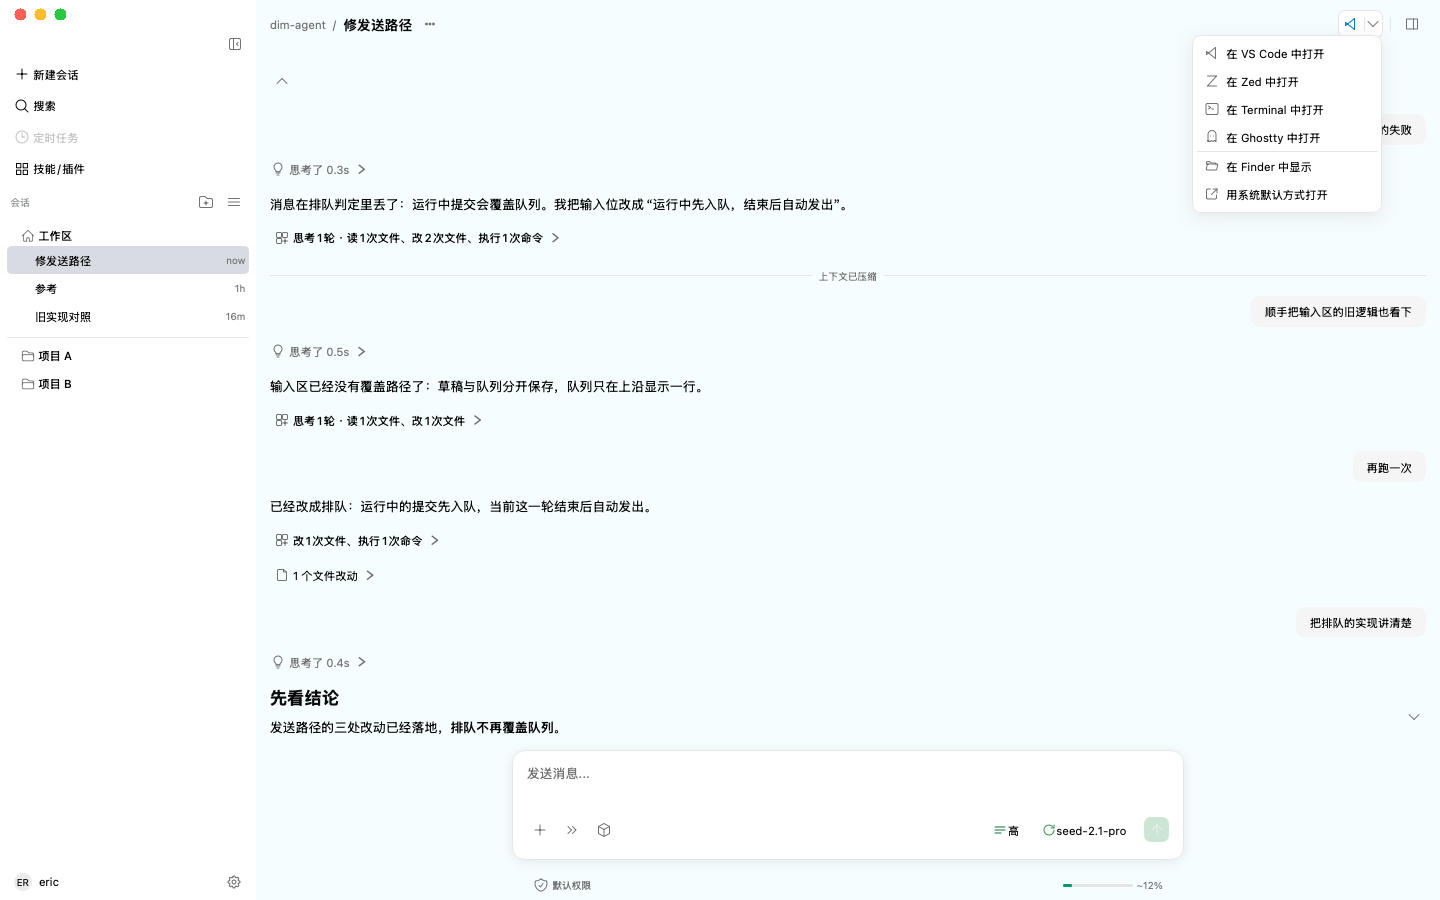 新建会话
搜索
定时任务
技能/插件
会话
工作区
修发送路径 now
参考 1h
旧实现对照 16m
项目 A
项目 B
ER eric
dim-agent / 修发送路径
在 VS Code 中打开
在 Zed 中打开
在 Terminal 中打开
在 Ghostty 中打开
在 Finder 中显示
用系统默认方式打开
的失败
思考了 0.3s
消息在排队判定里丢了：运行中提交会覆盖队列。我把输入位改成“运行中先入队，结束后自动发出”。
思考1轮 · 读1次文件、改2次文件、执行1次命令
上下文已压缩
顺手把输入区的旧逻辑也看下
思考了 0.5s
输入区已经没有覆盖路径了：草稿与队列分开保存，队列只在上沿显示一行。
思考1轮 · 读1次文件、改1次文件
再跑一次
已经改成排队：运行中的提交先入队，当前这一轮结束后自动发出。
改1次文件、执行1次命令
1 个文件改动
把排队的实现讲清楚
思考了 0.4s
先看结论
发送路径的三处改动已经落地，排队不再覆盖队列。
发送消息...
高
seed-2.1-pro
默认权限
~12%